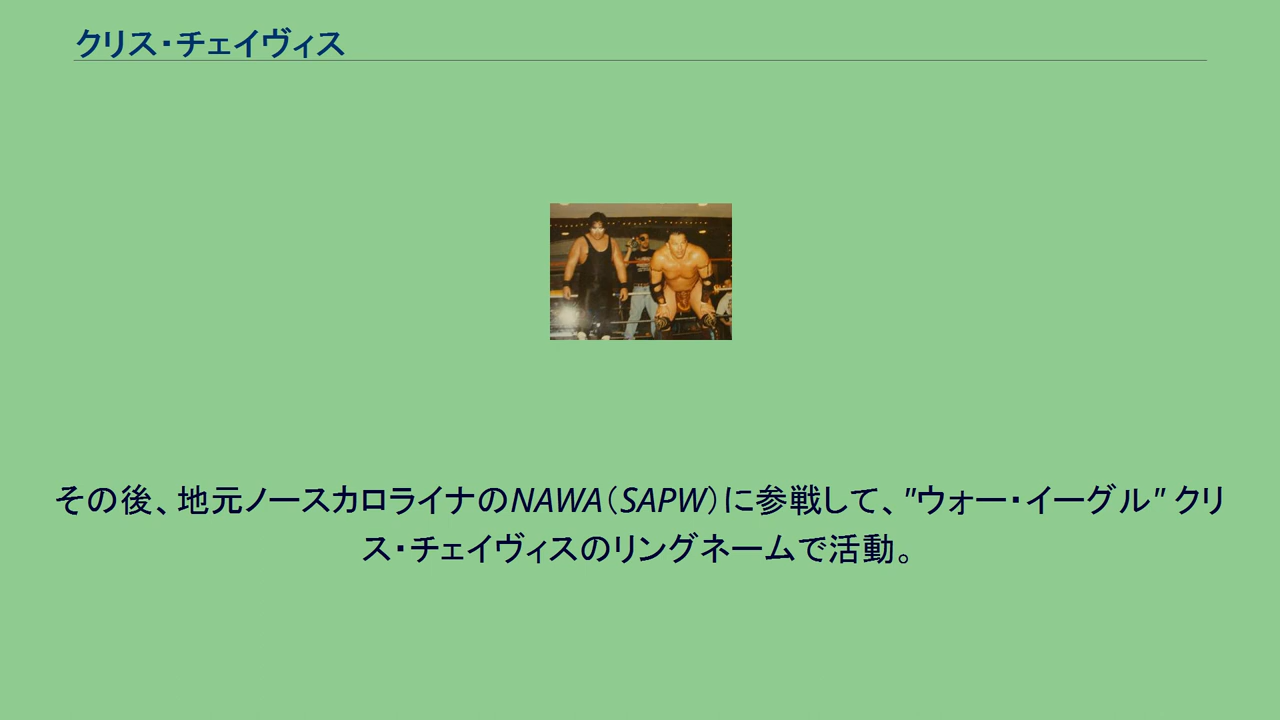 クリス・チェイヴィス
その後、地元ノースカロライナのNAWA（SAPW）に参戦して、"ウォー・イーグル" クリ
ス・チェイヴィスのリングネームで活動。